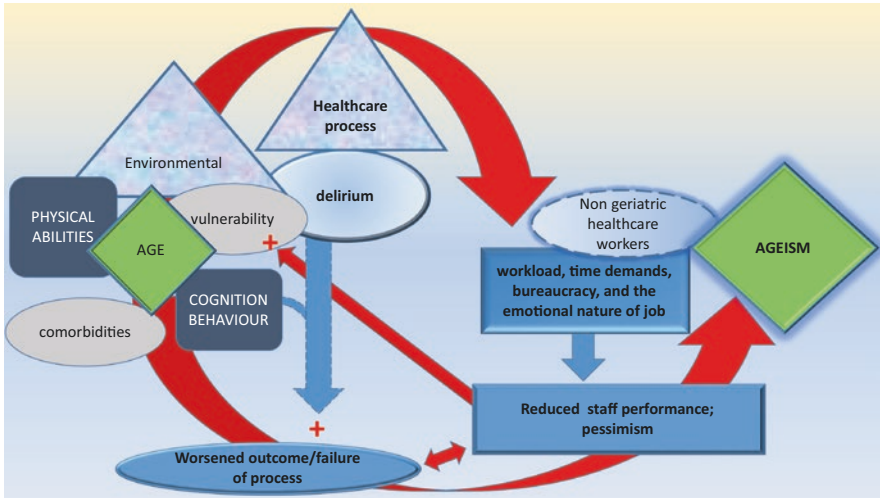 Healthcare
process
Environmental
delirium
PHYSICAL
ABILITIES
AGE
vulnerability
+
COGNITION
BEHAVIOUR
comorbidities
Non geriatric
healthcare
workers
AGEISM
workload, time demands,
bureaucracy, and the
emotional nature of job
Reduced staff performance;
pessimism
+
Worsened outcome/failure
of process